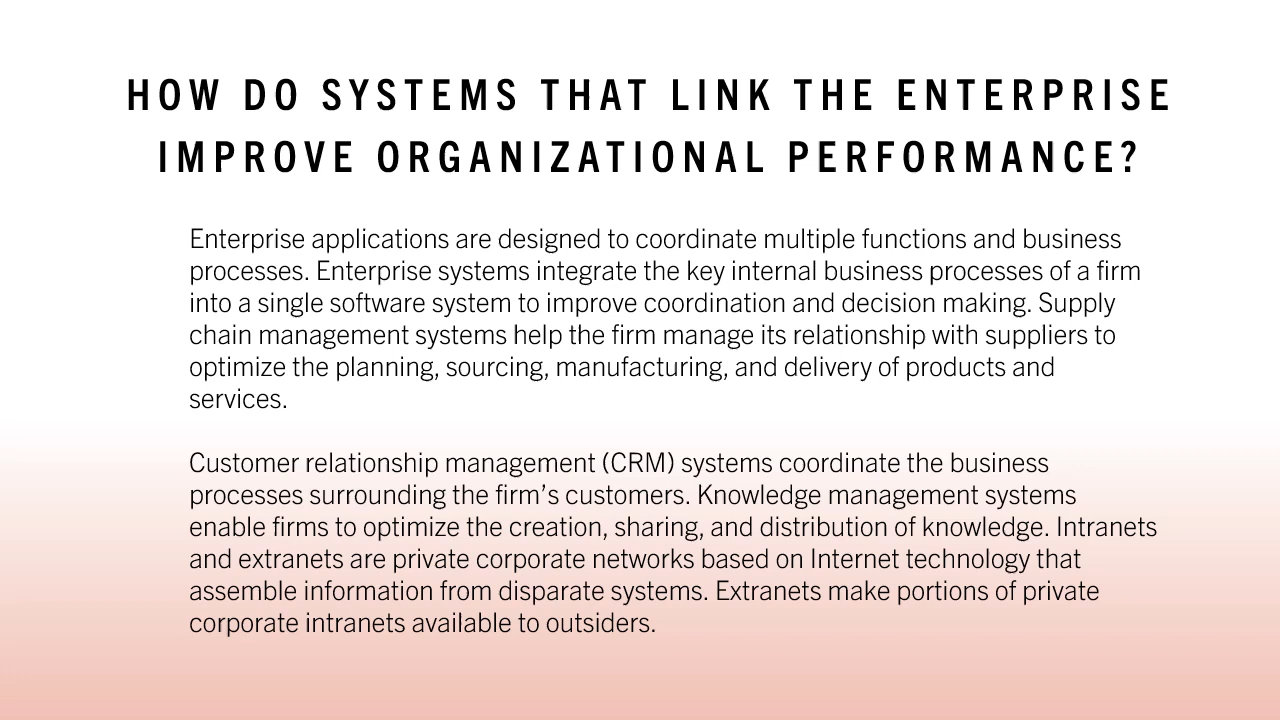 HOW DO SYSTEMS THAT LINK THE ENTERPRISE
IMPROVE ORGANIZATIONAL PERFORMANCE?
Enterprise applications are designed to coordinate multiple functions and business
processes. Enterprise systems integrate the key internal business processes of a firm
into a single software system to improve coordination and decision making. Supply
chain management systems help the firm manage its relationship with suppliers to
optimize the planning, sourcing, manufacturing, and delivery of products and
services.
Customer relationship management (CRM) systems coordinate the business
processes surrounding the firm’s customers. Knowledge management systems
enable firms to optimize the creation, sharing, and distribution of knowledge. Intranets
and extranets are private corporate networks based on Internet technology that
assemble information from disparate systems. Extranets make portions of private
corporate intranets available to outsiders.